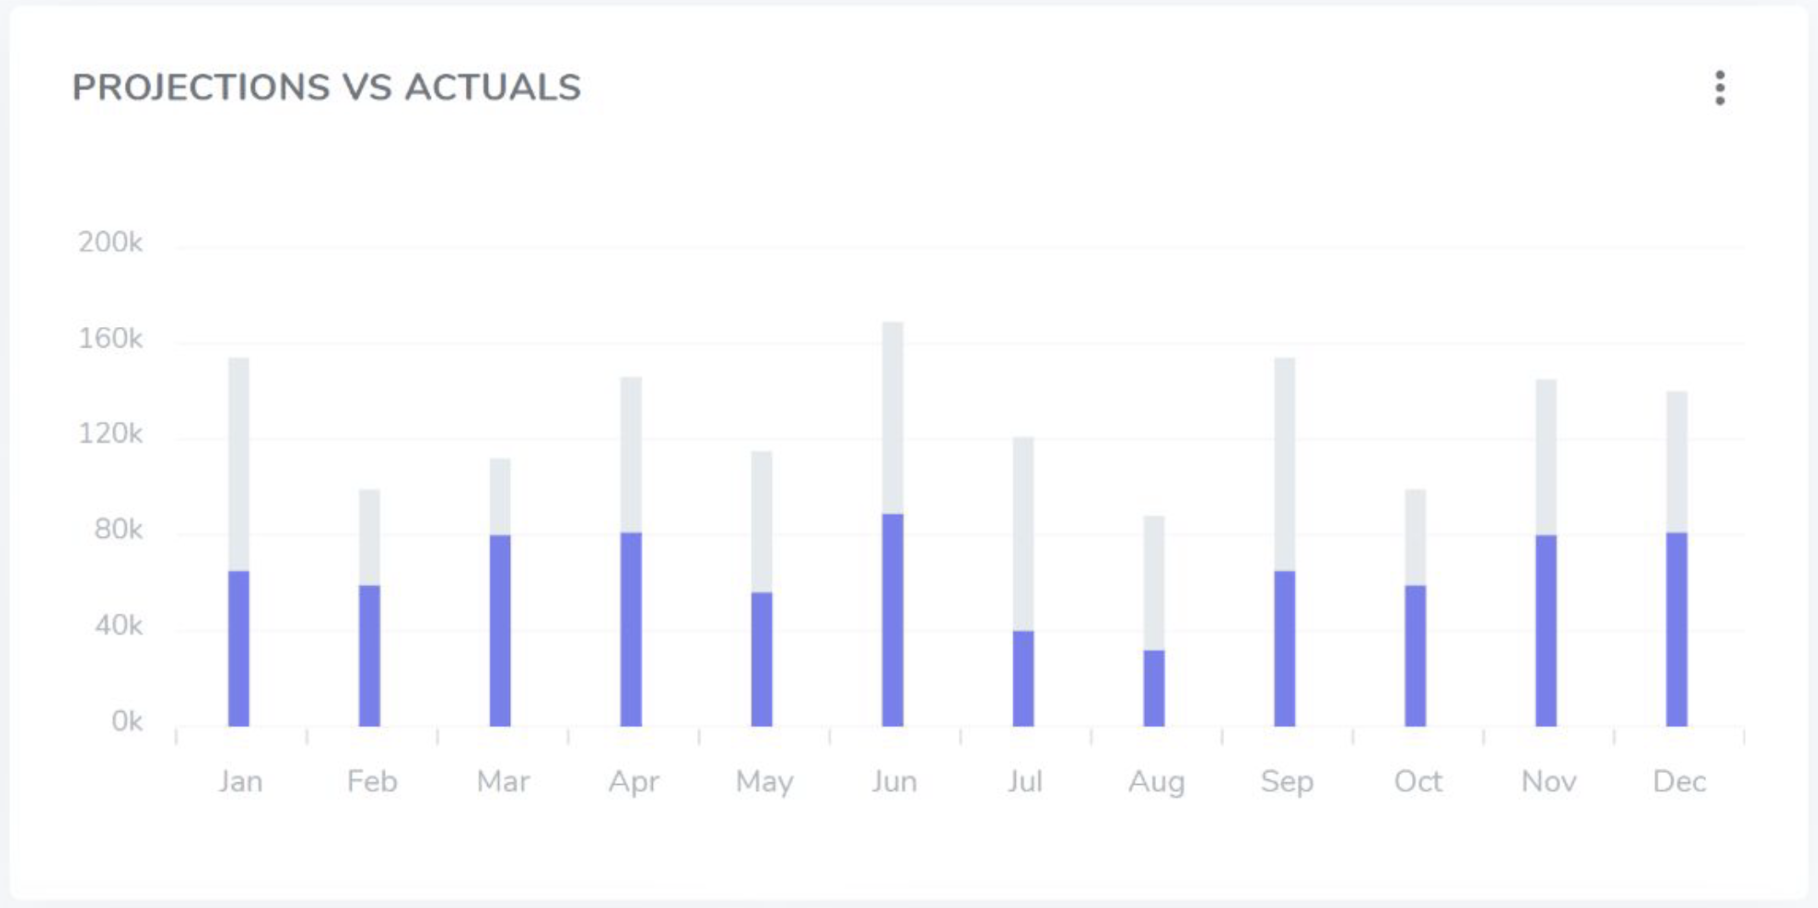 PROJECTIONS VS ACTUALS
200k
160k
120k
80k
40k
0k
Jan Feb Mar Apr May Jun Jul Aug Sep Oct Nov Dec